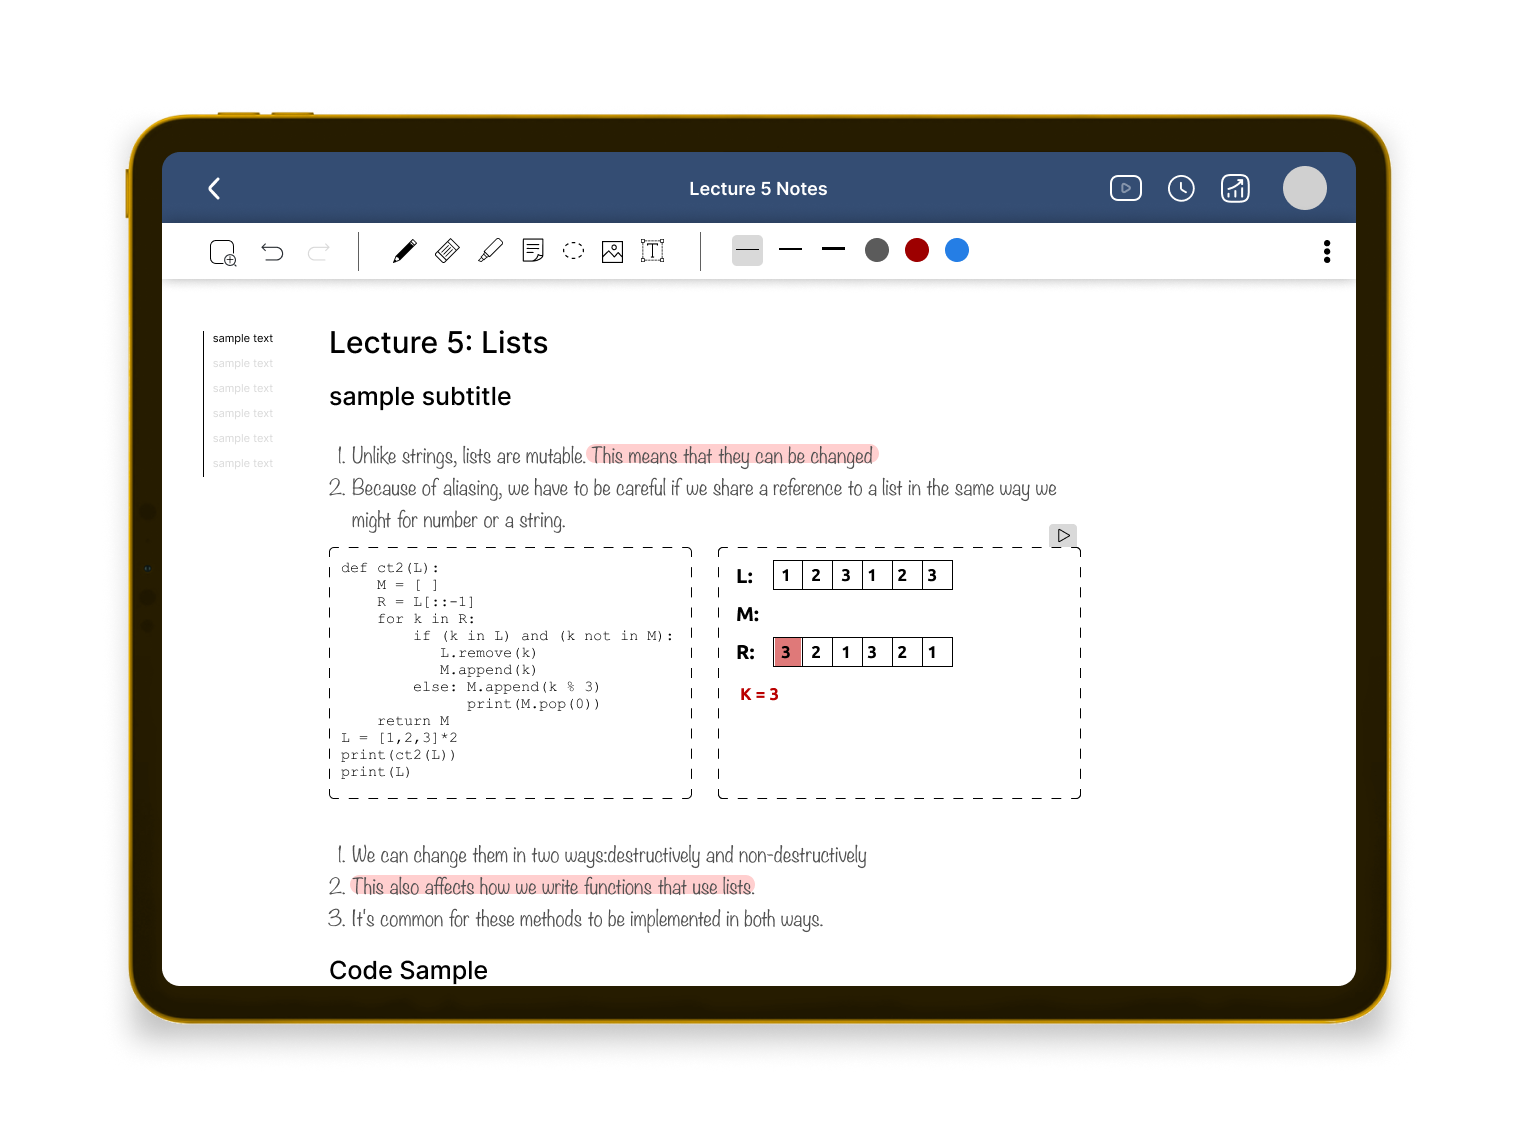 Lecture 5 Notes
sample text
sample text
sample text
sample text
sample text
sample text
Lecture 5: Lists
sample subtitle
1. Unlike strings, lists are mutable. This means that they can be changed
2. Because of aliasing, we have to be careful if we share a reference to a list in the same way we
might for number or a string.
def ct2(L):
    M = [ ]
    R = L[::-1]
    for k in R:
        if (k in L) and (k not in M):
           L.remove(k)
           M.append(k)
        else: M.append(k % 3)
              print(M.pop(0))
    return M
L = [1,2,3]*2
print(ct2(L))
print(L)
L: 1 2 3 1 2 3
M:
R: 3 2 1 3 2 1
K = 3
1. We can change them in two ways:destructively and non-destructively
2. This also affects how we write functions that use lists.
3. It's common for these methods to be implemented in both ways.
Code Sample